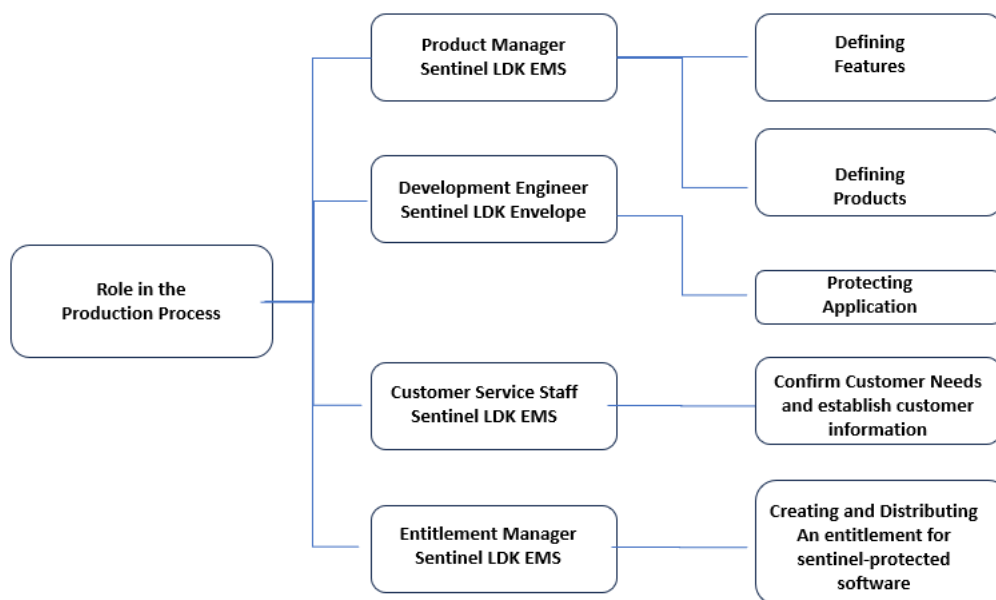 Product Manager
Sentinel LDK EMS
Defining
Features
Defining
Products
Development Engineer
Sentinel LDK Envelope
Role in the
Production Process
Protecting
Application
Customer Service Staff
Sentinel LDK EMS
Confirm Customer Needs
and establish customer
information
Entitlement Manager
Sentinel LDK EMS
Creating and Distributing
An entitlement for
sentinel-protected
software